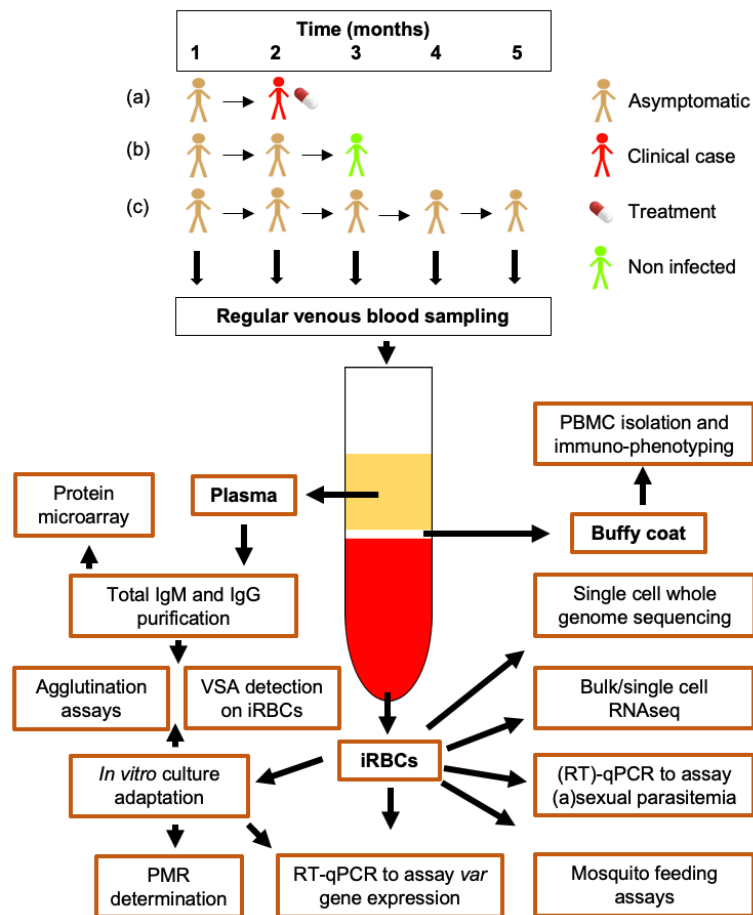 Time (months)
1 2 3 4 5
(a)
(b)
(c)
Asymptomatic
Clinical case
Treatment
Non infected
Regular venous blood sampling
PBMC isolation and
immuno-phenotyping
Protein
microarray
Plasma
Buffy coat
Total IgM and IgG
purification
Single cell whole
genome sequencing
Agglutination
assays
VSA detection
on iRBCs
Bulk/single cell
RNAseq
iRBCs
In vitro culture
adaptation
(RT)-qPCR to assay
(a)sexual parasitemia
PMR
determination
RT-qPCR to assay var
gene expression
Mosquito feeding
assays